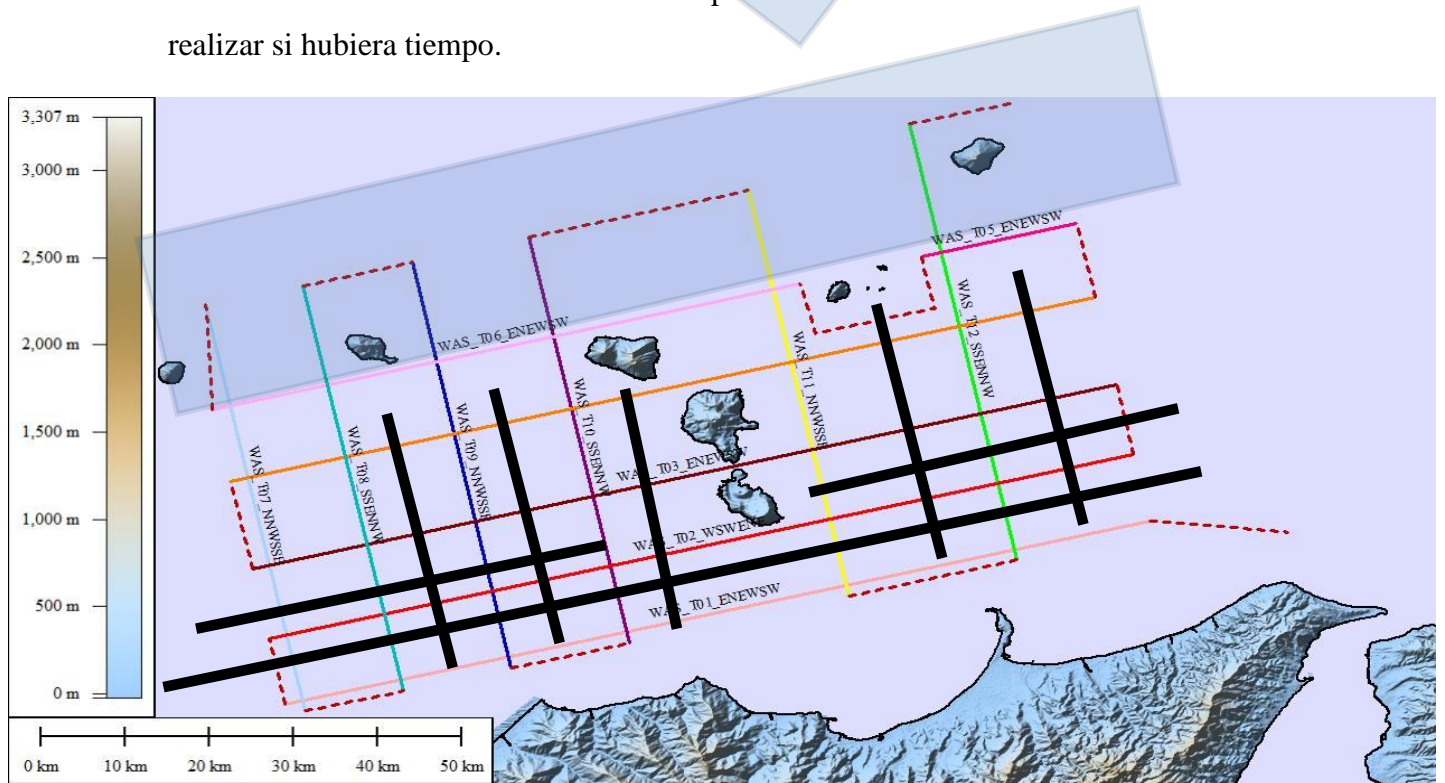 p
realizar si hubiera tiempo.
3,307 m
3,000 m
2,500 m
2,000 m
1,500 m
1,000 m
500 m
0 m
WAS_T05_ENEWSW
WAS_T06_ENEWSW
WAS_T12_SSENNW
WAS_T11_NNWSSE
WAS_T10_SSENNW
WAS_T09_NNWSSE
WAS_T08_SSENNW
WAS_T07_NNWSSE
WAS_T03_ENEWSW
WAS_T02_WSWEN
WAS_T01_ENEWSW
0 km 10 km 20 km 30 km 40 km 50 km